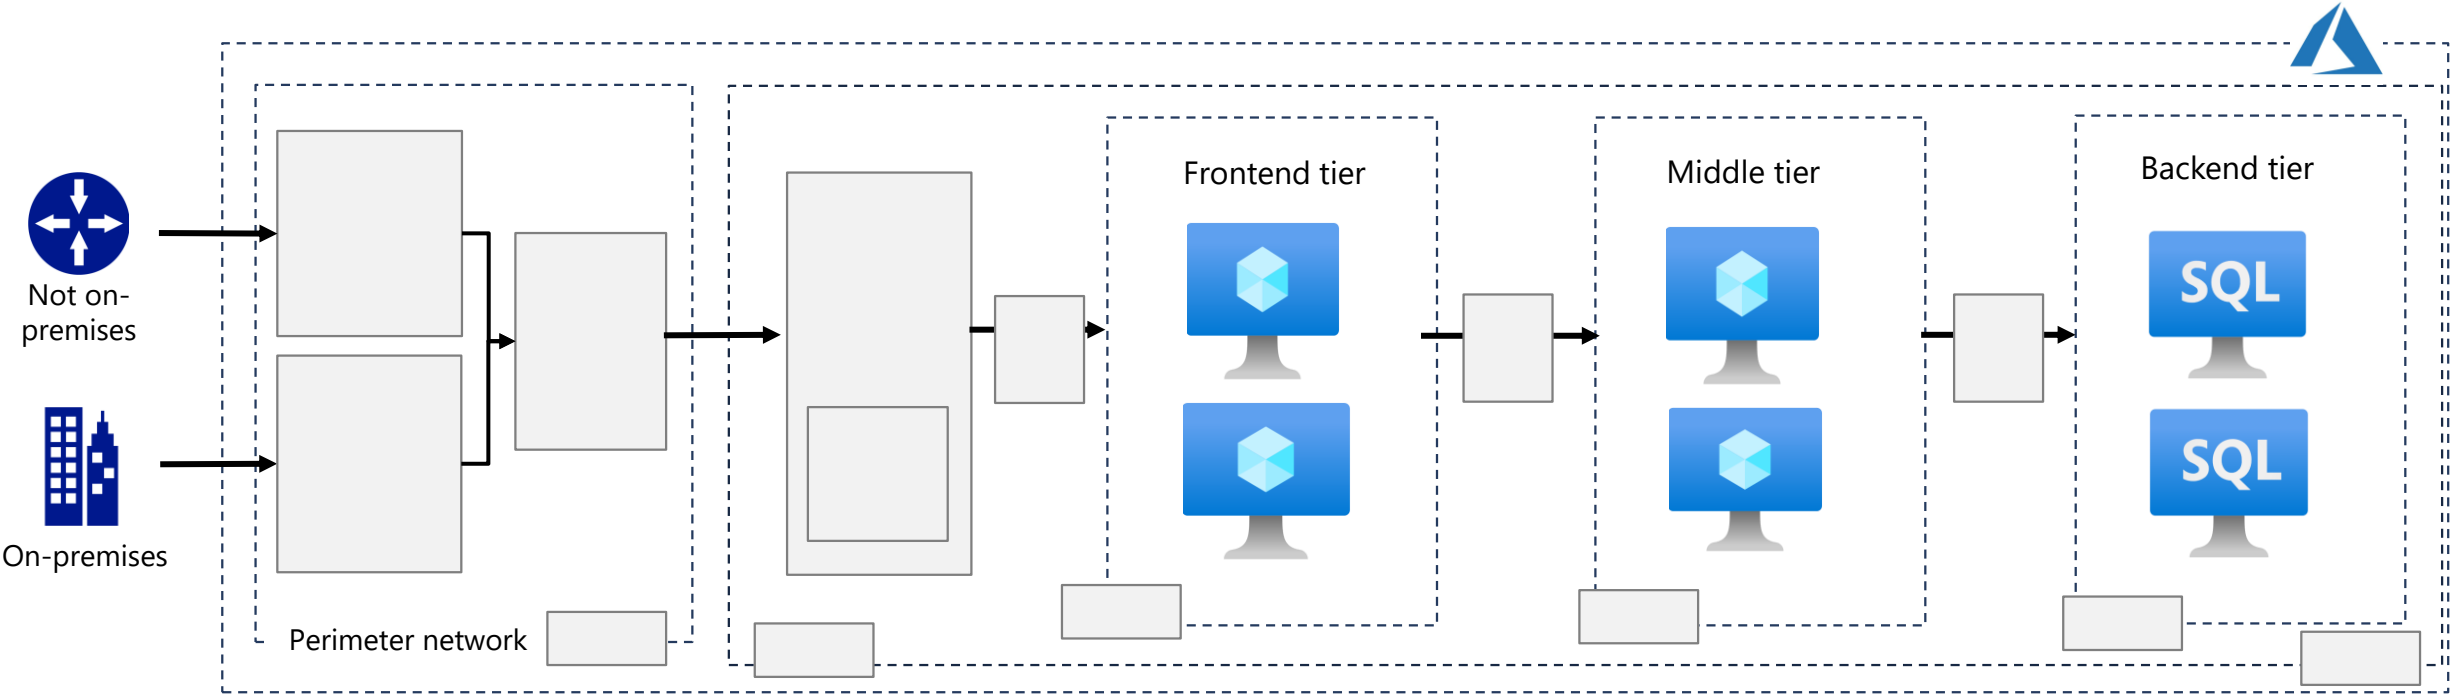 Frontend tier
Middle tier
Backend tier
SQL
SQL
Not on-
premises
On-premises
Perimeter network